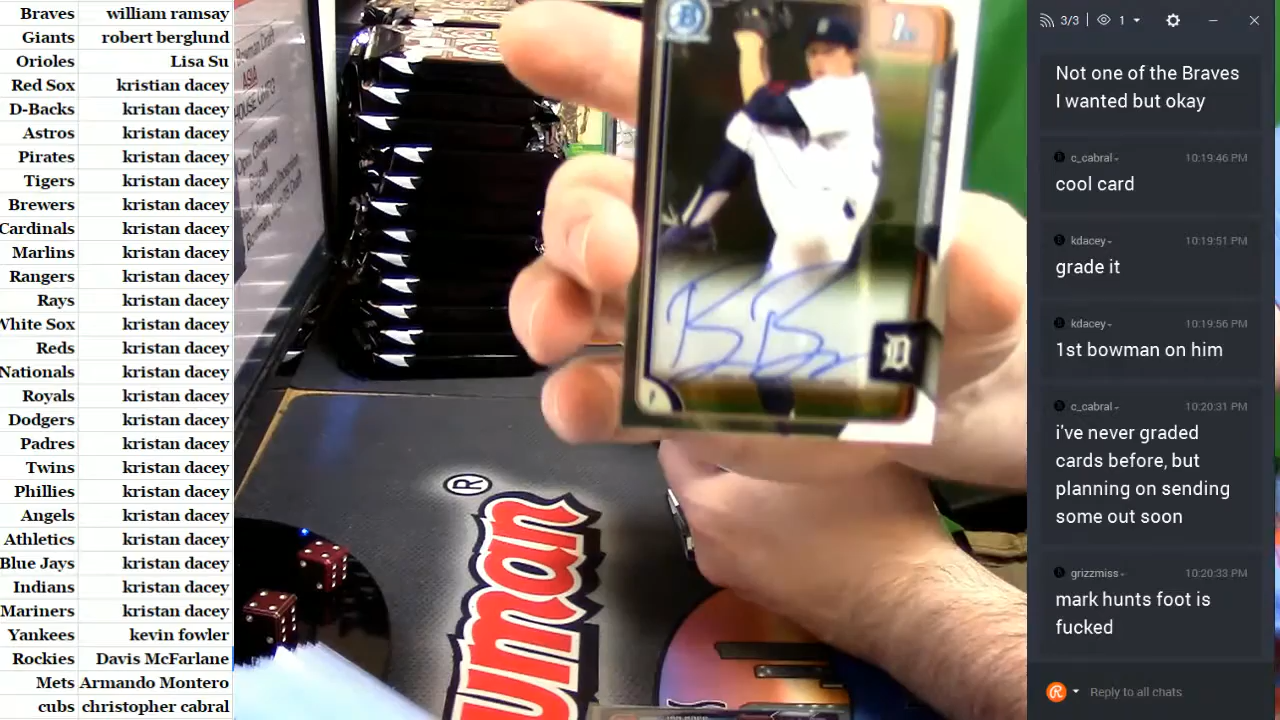 Braves william ramsay
Giants robert berglund
Orioles Lisa Su
Red Sox kristian dacey
D-Backs kristan dacey
Astros kristan dacey
Pirates kristan dacey
Tigers kristan dacey
Brewers kristan dacey
Cardinals kristan dacey
Marlins kristan dacey
Rangers kristan dacey
Rays kristan dacey
White Sox kristan dacey
Reds kristan dacey
Nationals kristan dacey
Royals kristan dacey
Dodgers kristan dacey
Padres kristan dacey
Twins kristan dacey
Phillies kristan dacey
Angels kristan dacey
Athletics kristan dacey
Blue Jays kristan dacey
Indians kristan dacey
Mariners kristan dacey
Yankees kevin fowler
Rockies Davis McFarlane
Mets Armando Montero
cubs christopher cabral
ASIA
B
D
wman
®
3/3 1
Not one of the Braves
I wanted but okay
c_cabral 10:19:46 PM
cool card
kdacey 10:19:51 PM
grade it
kdacey 10:19:56 PM
1st bowman on him
c_cabral 10:20:31 PM
i've never graded
cards before, but
planning on sending
some out soon
grizzmiss 10:20:33 PM
mark hunts foot is
fucked
Reply to all chats